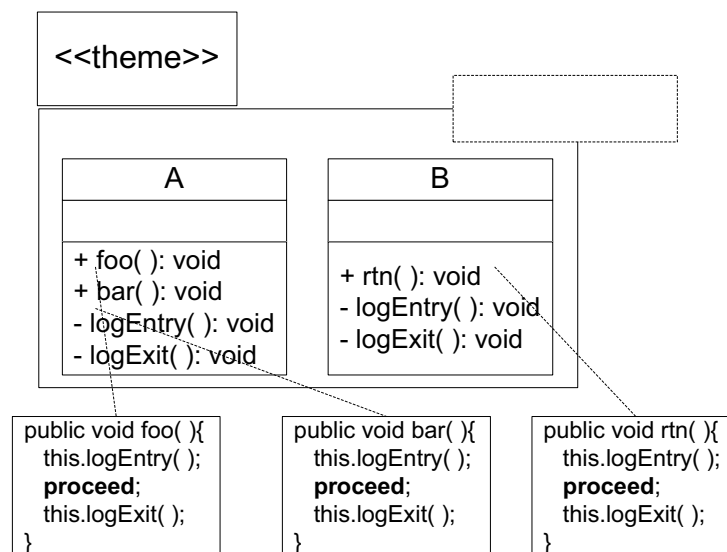 <<theme>>
A
+ foo( ): void
+ bar( ): void
- logEntry( ): void
- logExit( ): void
B
+ rtn( ): void
- logEntry( ): void
- logExit( ): void
public void foo( ){
this.logEntry( );
proceed;
this.logExit( );
}
public void bar( ){
this.logEntry( );
proceed;
this.logExit( );
}
public void rtn( ){
this.logEntry( );
proceed;
this.logExit( );
}